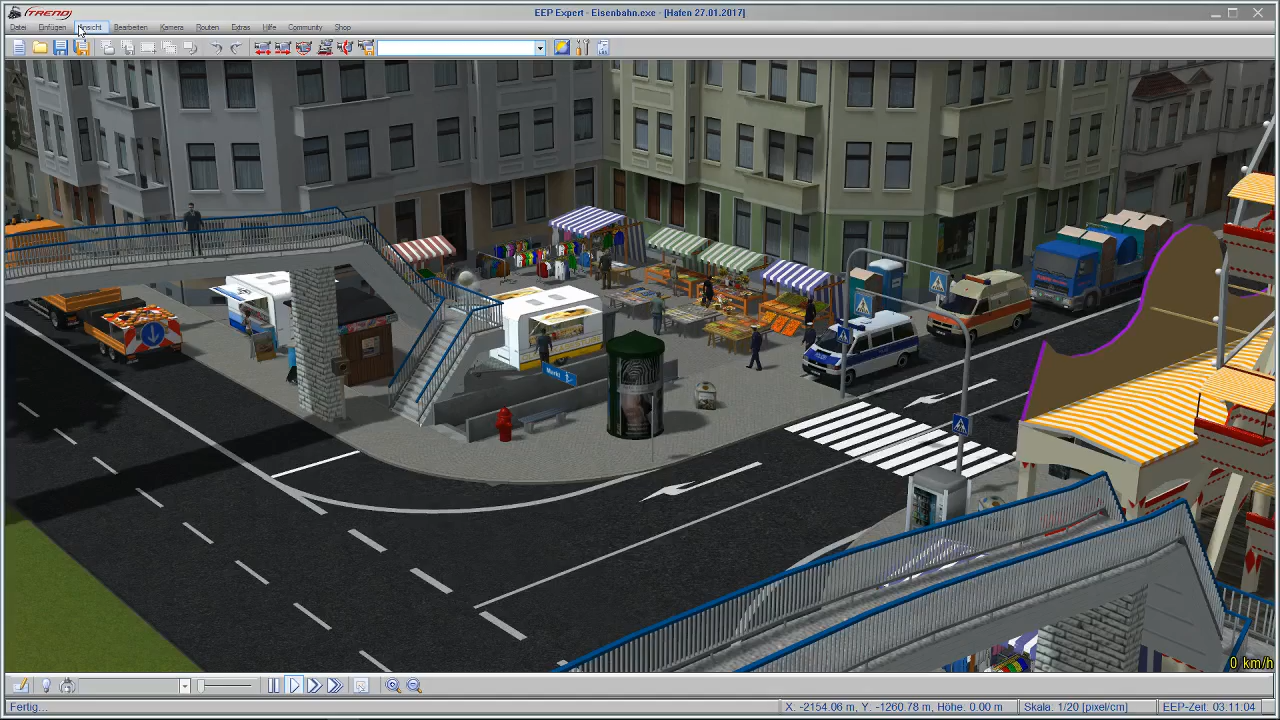 TREND
EEP Expert - Eisenbahn.exe - [Hafen 27.01.2017]
Datei Einfügen Ansicht Bearbeiten Kamera Routen Extras Hilfe Community Shop
Markt
0 km/h
Fertig...
X: -2154.06 m, Y: -1260.78 m, Höhe: 0.00 m
Skala: 1/20 [pixel/cm]
EEP-Zeit: 03:11:04